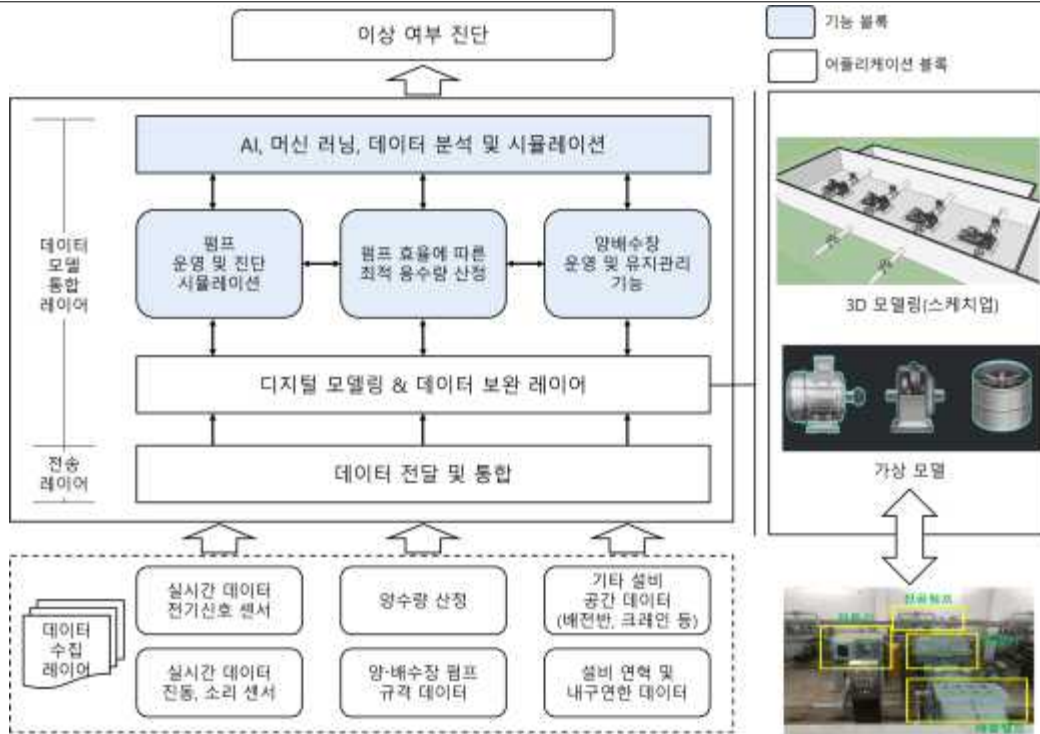 이상 여부 진단
기능 블록
어플리케이션 블록
AI, 머신 러닝, 데이터 분석 및 시뮬레이션
데이터
모델
통합
레이어
펌프
운영 및 진단
시뮬레이션
펌프 효율에 따른
최적 용수량 산정
양배수장
운영 및 유지관리
기능
디지털 모델링 & 데이터 보완 레이어
전송
레이어
데이터 전달 및 통합
3D 모델링(스케치업)
가상 모델
데이터
수집
레이어
실시간 데이터
전기신호 센서
양수량 산정
기타 설비
공간 데이터
(배전반, 크레인 등)
실시간 데이터
진동, 소리 센서
양-배수장 펌프
규격 데이터
설비 연혁 및
내구연한 데이터
진공펌프